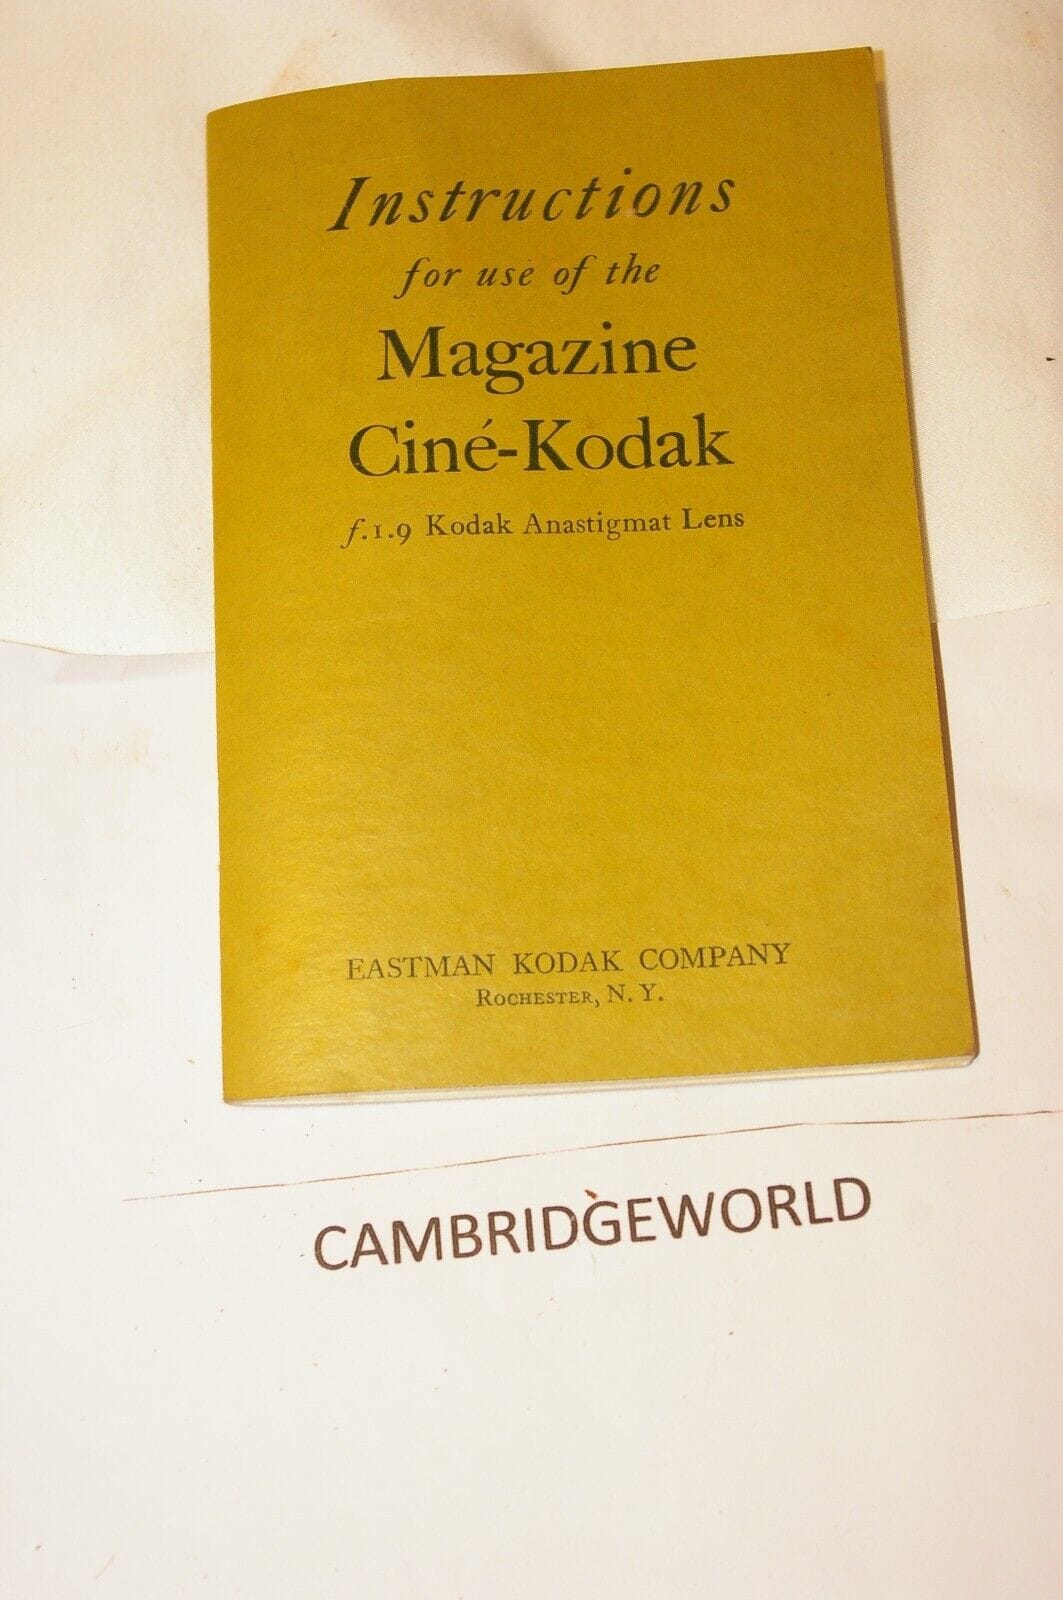 Instructions
for use of the
Magazine
Ciné-Kodak
f.1.9 Kodak Anastigmat Lens
EASTMAN KODAK COMPANY
ROCHESTER, N. Y.
CAMBRIDGEWORLD